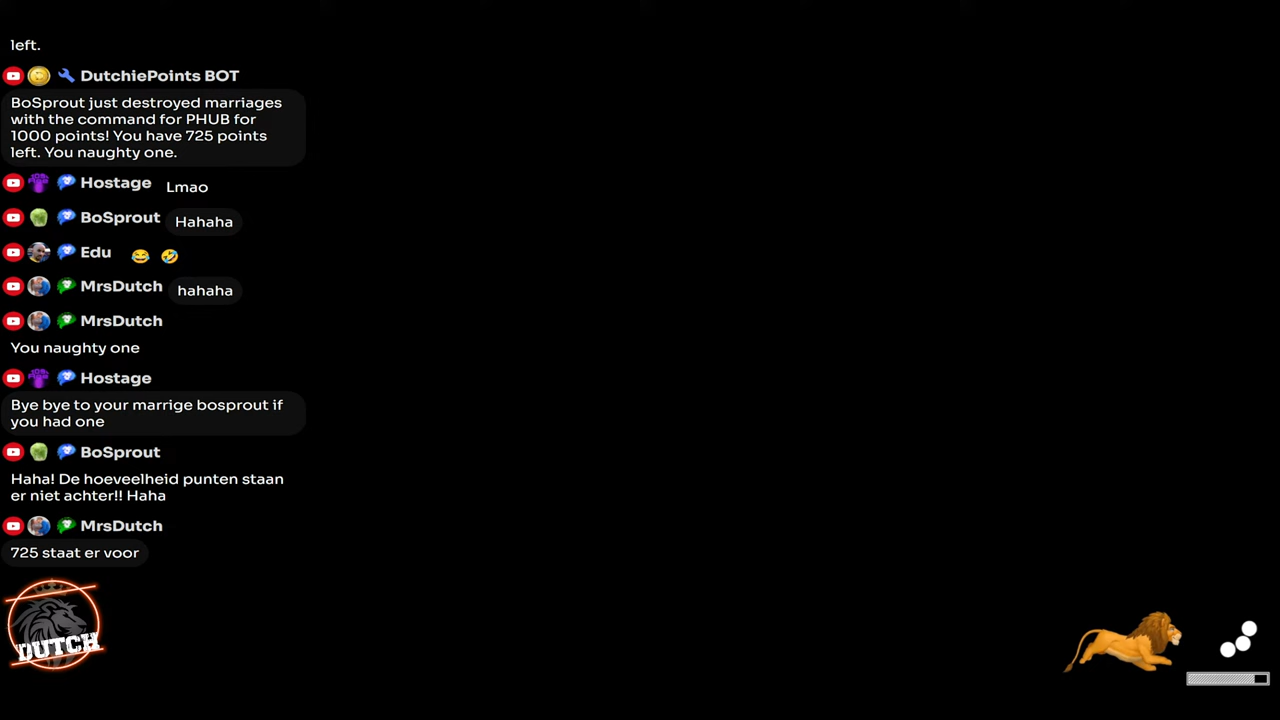 left.
DutchiePoints BOT
BoSprout just destroyed marriages
with the command for PHUB for
1000 points! You have 725 points
left. You naughty one.
Hostage Lmao
BoSprout Hahaha
Edu 😂 🤣
MrsDutch hahaha
MrsDutch
You naughty one
Hostage
Bye bye to your marrige bosprout if
you had one
BoSprout
Haha! De hoeveelheid punten staan
er niet achter!! Haha
MrsDutch
725 staat er voor
DUTCH